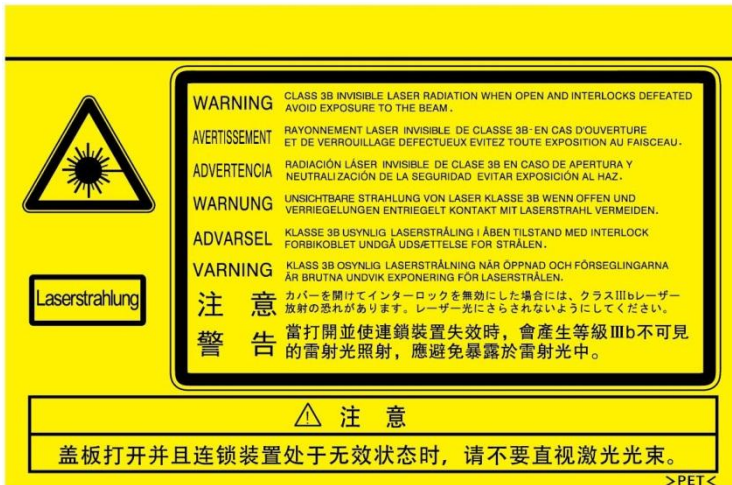 WARNING CLASS 3B INVISIBLE LASER RADIATION WHEN OPEN AND INTERLOCKS DEFEATED
AVOID EXPOSURE TO THE BEAM.
AVERTISSEMENT RAYONNEMENT LASER INVISIBLE DE CLASSE 3B-EN CAS D'OUVERTURE
ET DE VERROUILLAGE DEFECTUEUX EVITEZ TOUTE EXPOSITION AU FAISCEAU.
ADVERTENCIA RADIACIÓN LÁSER INVISIBLE DE CLASE 3B EN CASO DE APERTURA Y
NEUTRALIZACIÓN DE LA SEGURIDAD EVITAR EXPOSICIÓN AL HAZ.
WARNUNG UNSICHTBARE STRAHLUNG VON LASER KLASSE 3B WENN OFFEN UND
VERRIEGELUNGEN ENTRIEGELT KONTAKT MIT LASERSTRAHL VERMEIDEN.
ADVARSEL KLASSE 3B USYNLIG LASERSTRÅLING I ÅBEN TILSTAND MED INTERLOCK
FORBIKOBLET UNDGÅ UDSÆTTELSE FOR STRÅLEN.
VARNING KLASS 3B OSYNLIG LASERSTRÅLNING NÄR ÖPPNAD OCH FÖRSEGLINGARNA
ÄR BRUTNA UNDVIK EXPONERING FÖR LASERSTRÅLEN.
注 意 カバーを開けてインターロックを無効にした場合には、クラスIIIbレーザー
放射の恐れがあります。レーザー光にさらされないようにしてください。
警 告 當打開並使連鎖裝置失效時，會產生等級IIIb不可見
的雷射光照射，應避免暴露於雷射光中。
Laserstrahlung
注 意
盖板打开并且连锁装置处于无效状态时，请不要直视激光光束。
>PET<